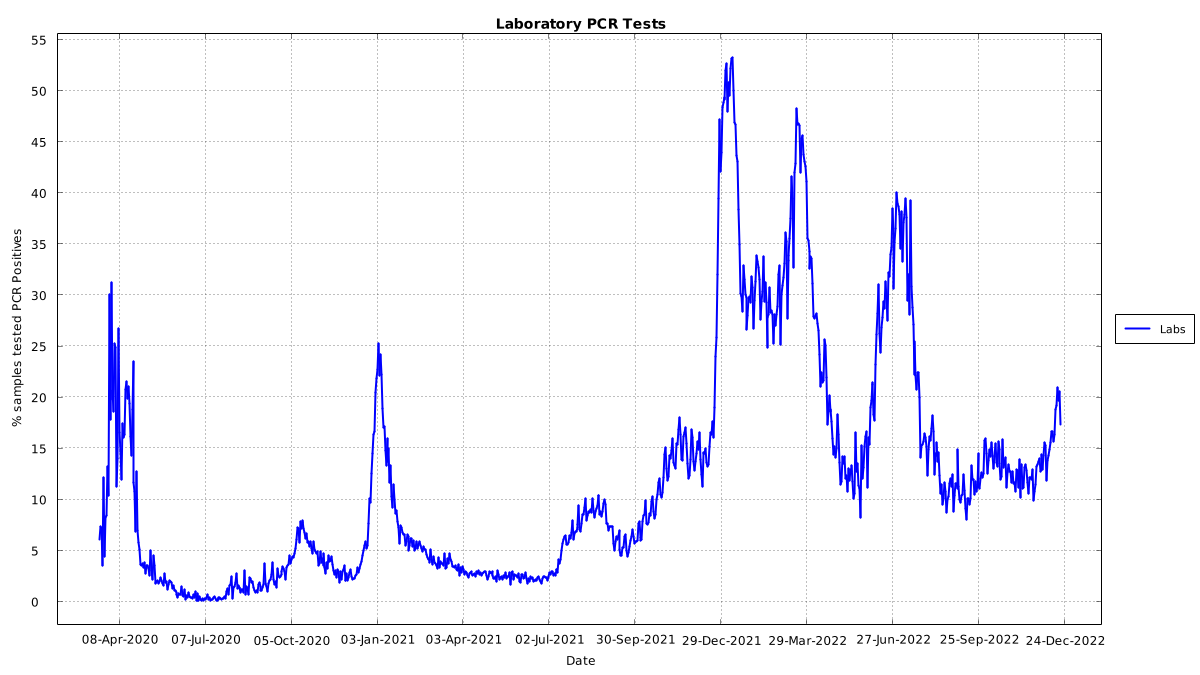 Laboratory PCR Tests
% samples tested PCR Positives
55
50
45
40
35
30
25
20
15
10
5
0
08-Apr-2020 07-Jul-2020 05-Oct-2020 03-Jan-2021 03-Apr-2021 02-Jul-2021 30-Sep-2021 29-Dec-2021 29-Mar-2022 27-Jun-2022 25-Sep-2022 24-Dec-2022
Date
Labs